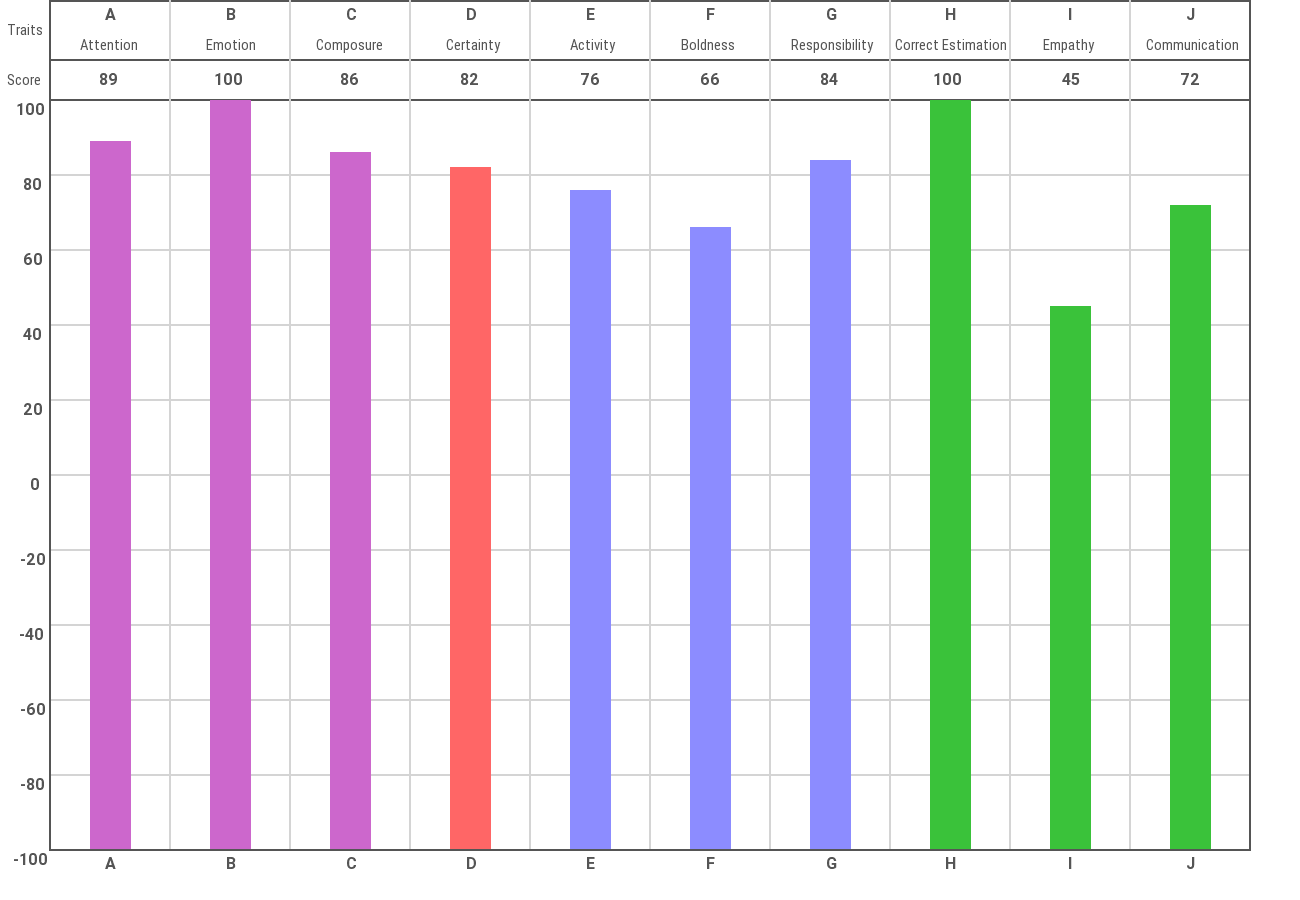 A B C D E F G H I J
Traits
Attention Emotion Composure Certainty Activity Boldness Responsibility Correct Estimation Empathy Communication
Score 89 100 86 82 76 66 84 100 45 72
100
80
60
40
20
0
-20
-40
-60
-80
-100
A B C D E F G H I J